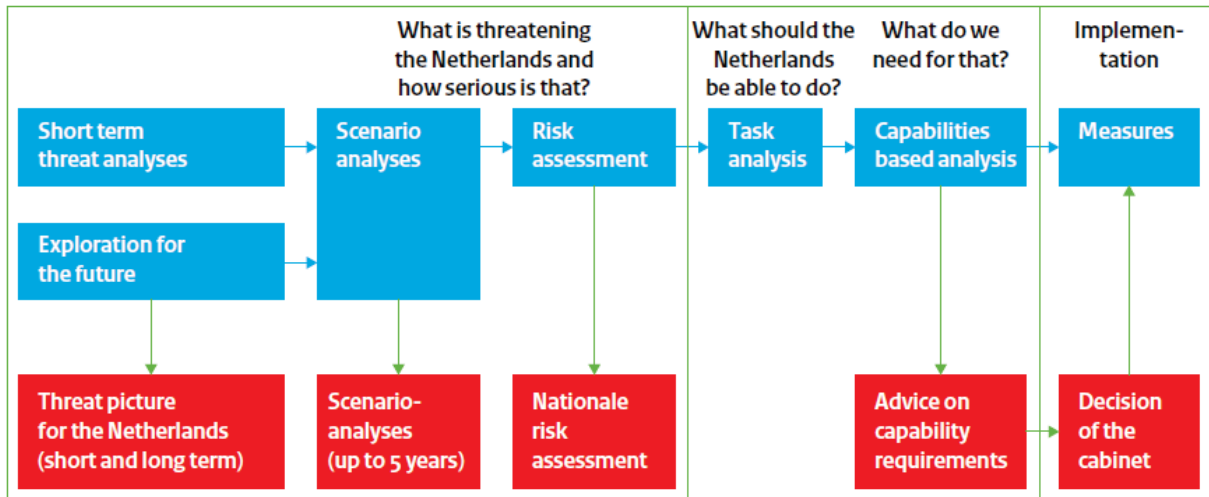 What is threatening
the Netherlands and
how serious is that?
What should the
Netherlands
be able to do?
What do we
need for that?
Implemen-
tation
Short term
threat analyses
Scenario
analyses
Risk
assessment
Task
analysis
Capabilities
based analysis
Measures
Exploration for
the future
Threat picture
for the Netherlands
(short and long term)
Scenario-
analyses
(up to 5 years)
Nationale
risk
assessment
Advice on
capability
requirements
Decision
of the
cabinet